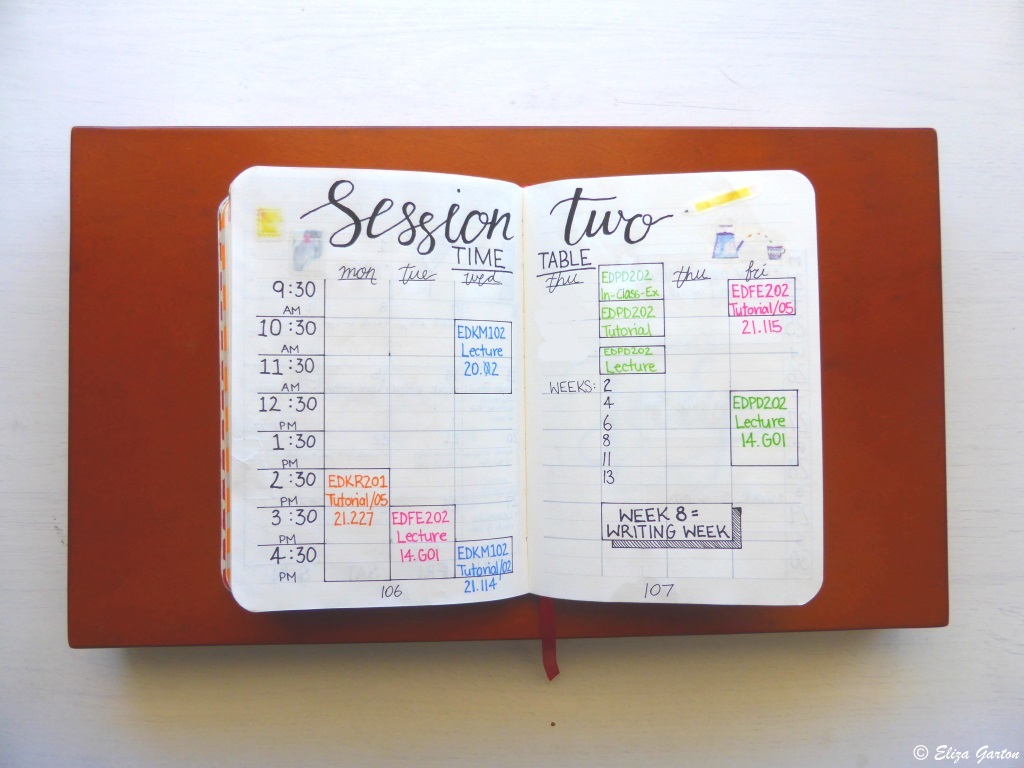 Session two
TIME TABLE
mon tue wed thu thu fri
9:30
AM
10:30
AM
11:30
AM
12:30
PM
1:30
PM
2:30
PM
3:30
PM
4:30
PM
EDKR201
Tutorial/05
21.227
EDFE202
Lecture
14.G01
EDKM102
Lecture
20.02
EDKM102
Tutorial/02
21.114
106
EDPD202
In-Class-Ex
EDPD202
Tutorial
EDPD202
Lecture
WEEKS: 2
4
6
8
11
13
EDFE202
Tutorial/05
21.115
EDPD202
Lecture
14.G01
WEEK 8 =
WRITING WEEK
107
© Eliza Garton